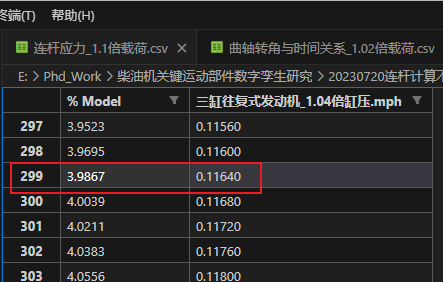 终端(T) 帮助(H)
连杆应力_1.1倍载荷.csv × 曲轴转角与时间关系_1.02倍载荷.csv
E: > Phd_Work > 柴油机关键运动部件数字孪生研究 > 20230720连杆计算
% Model 三缸往复式发动机_1.04倍缸压.mph
297 3.9523 0.11560
298 3.9695 0.11600
299 3.9867 0.11640
300 4.0039 0.11680
301 4.0211 0.11720
302 4.0383 0.11760
303 4.0556 0.11800